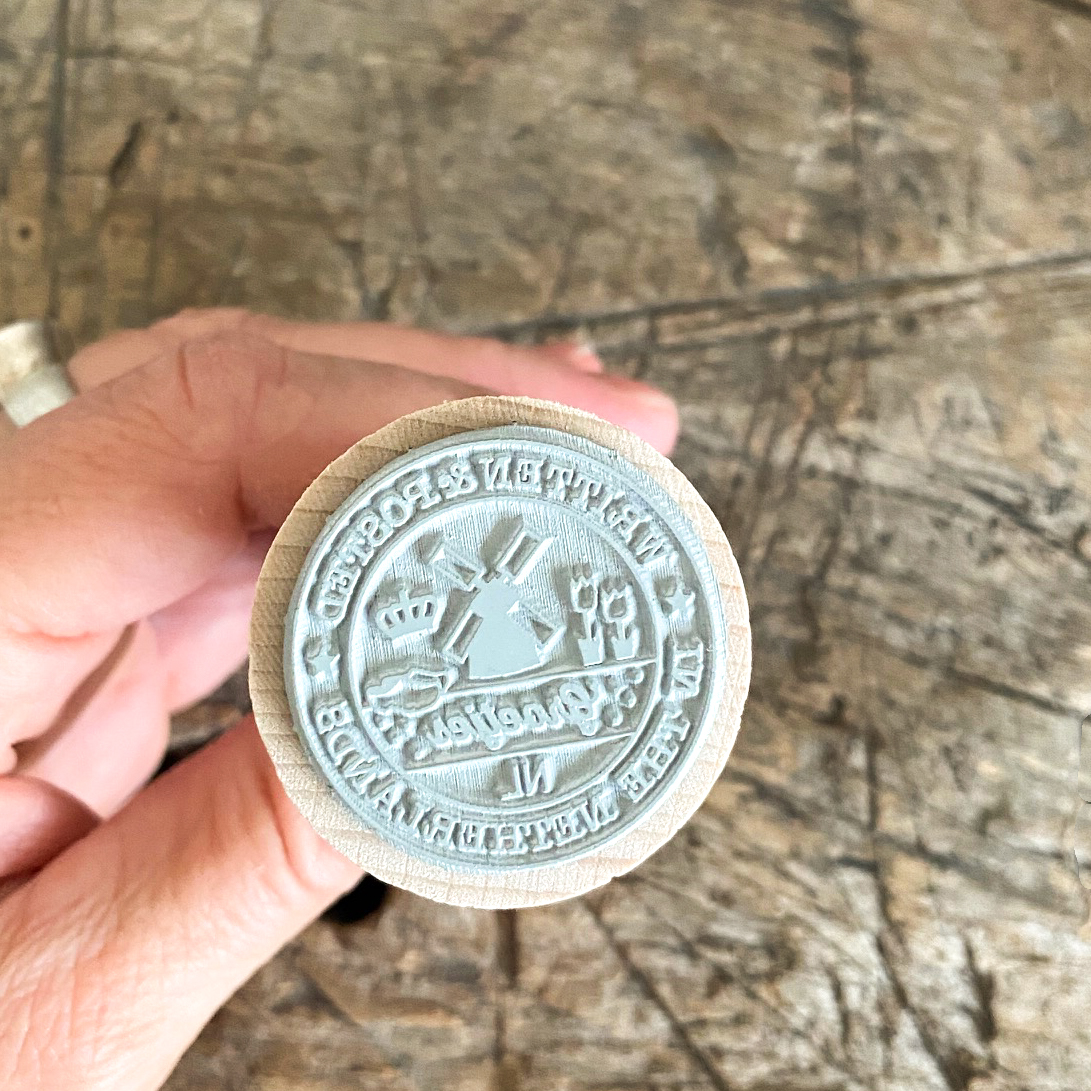 WRITTEN & POSTED
IN THE NETHERLANDS
Groetjes
NL